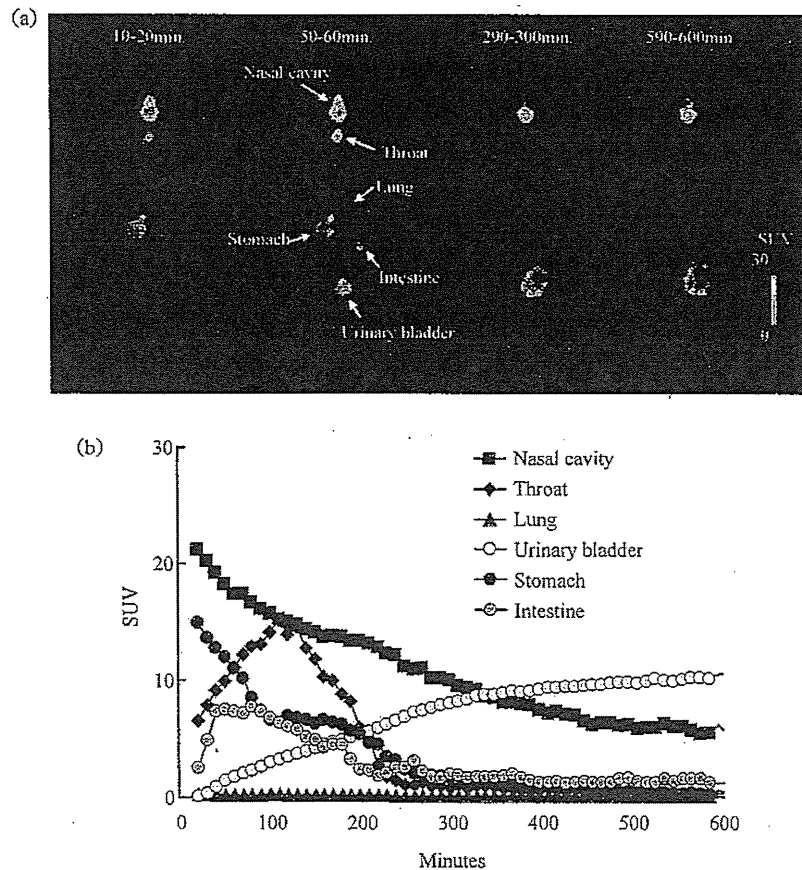 (a)
10-20min. 50-60min. 290-300min. 590-600min.
Nasal cavity
Throat
Lung
Stomach
SUV
30
Intestine
Urinary bladder
0
(b)
30
Nasal cavity
Throat
Lung
20
Urinary bladder
Stomach
SUV
Intestine
10
0
0 100 200 300 400 500 600
Minutes